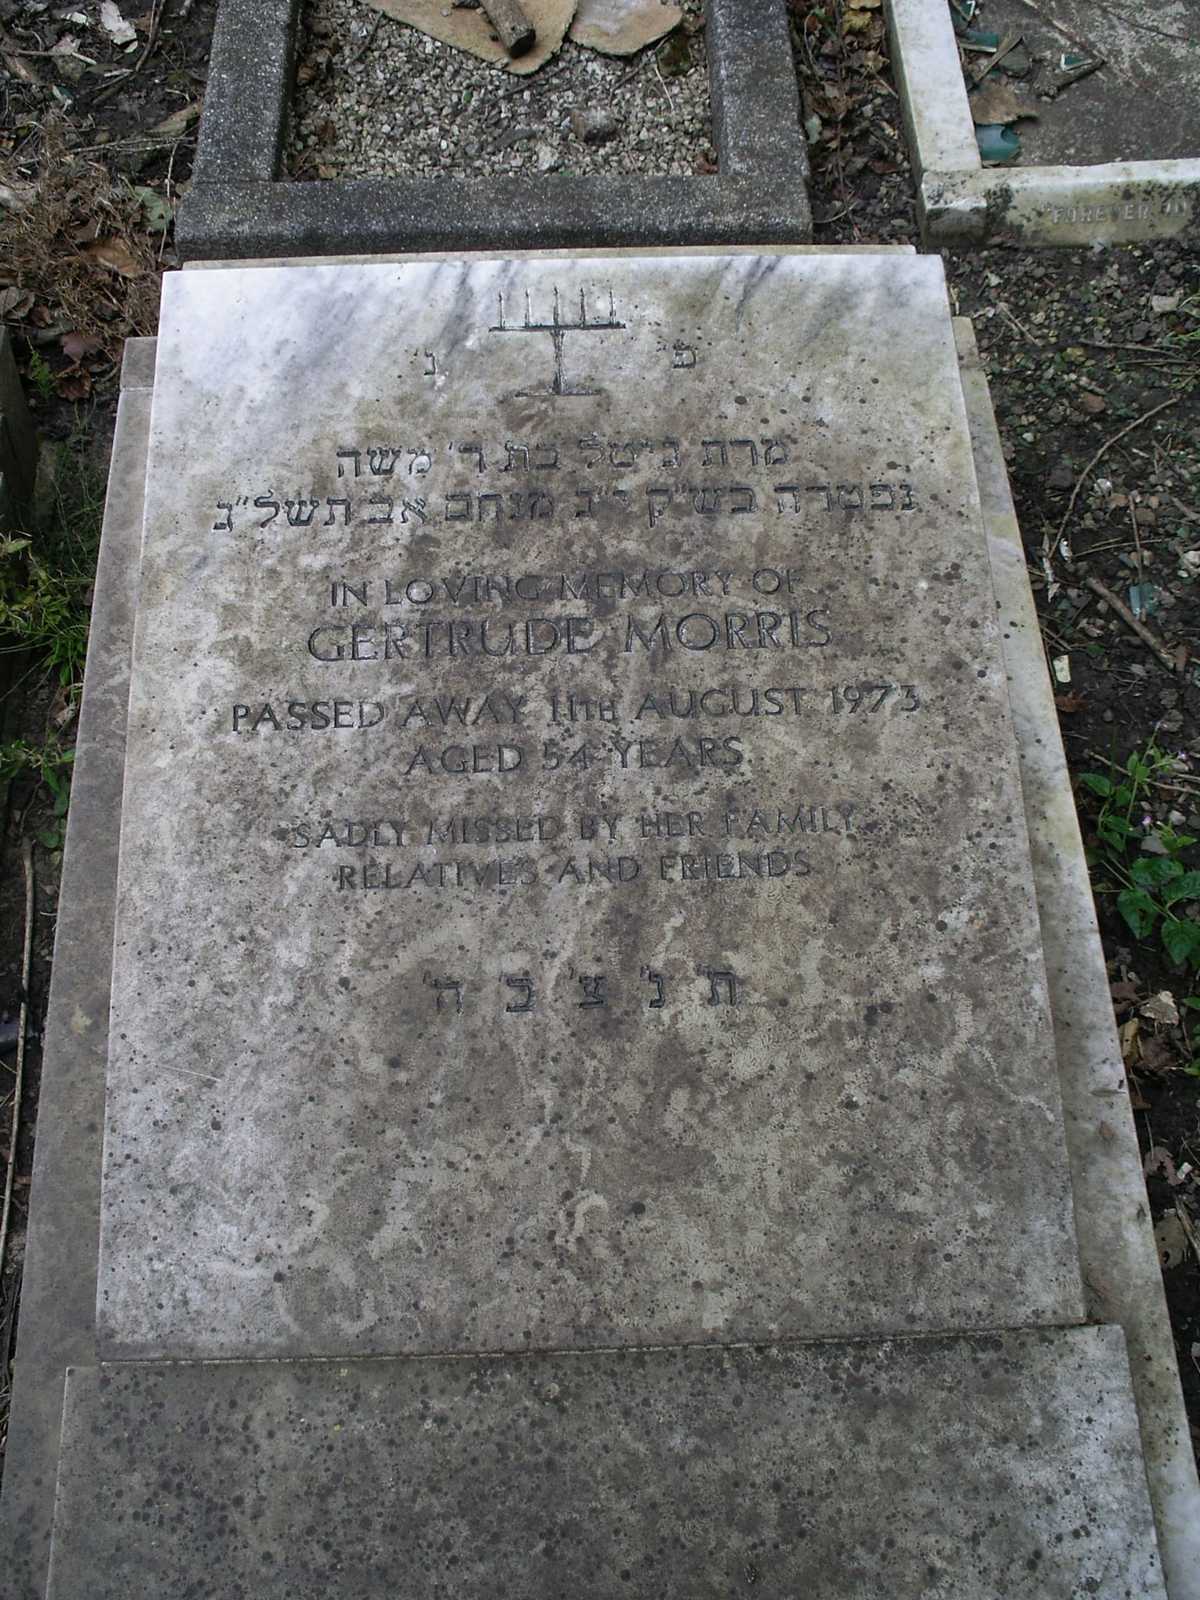 "FOREVER
פ' נ'
מרת גיטל בת ר' משה
נפטרה בש"ק י"ג מנחם אב תשל"ג
IN LOVING MEMORY OF
GERTRUDE MORRIS
PASSED AWAY 11TH AUGUST 1973
AGED 54 YEARS
SADLY MISSED BY HER FAMILY
RELATIVES AND FRIENDS
ת' נ' צ' ב' ה'